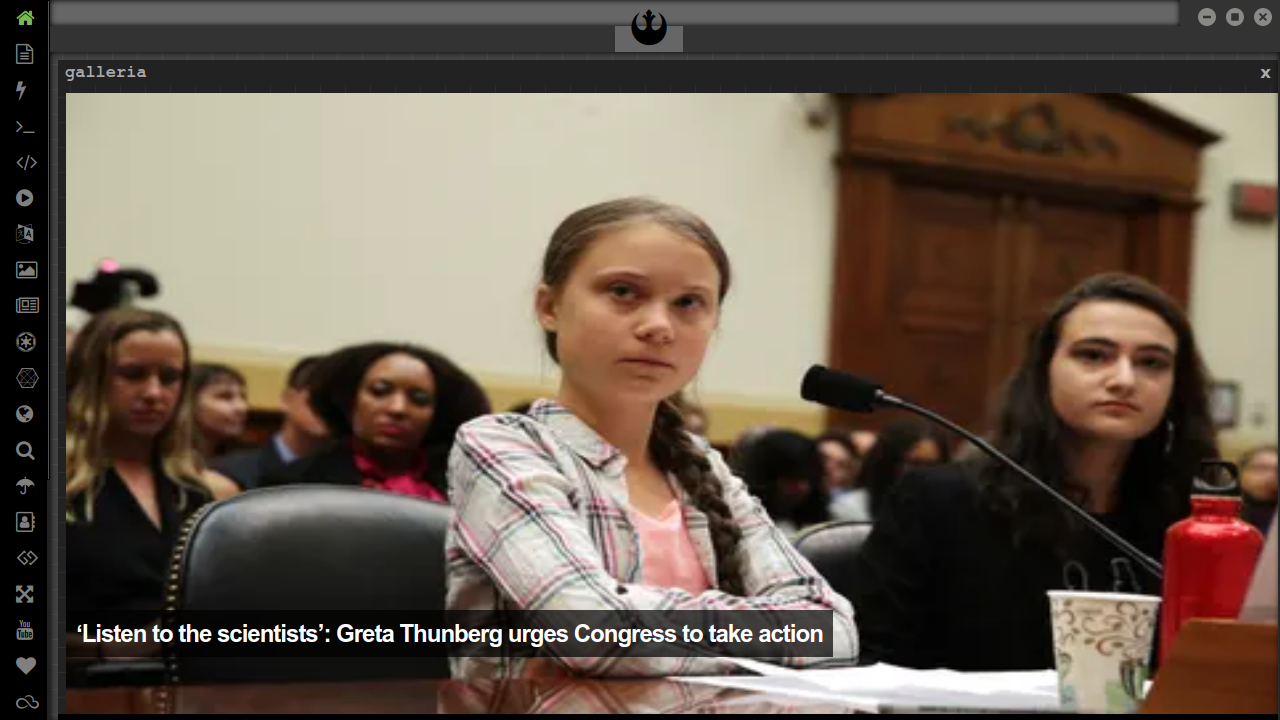 galleria
x
‘Listen to the scientists’: Greta Thunberg urges Congress to take action
You
Tube